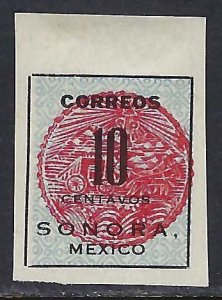 CORREOS
10
CENTAVOS
SONORA,
MEXICO